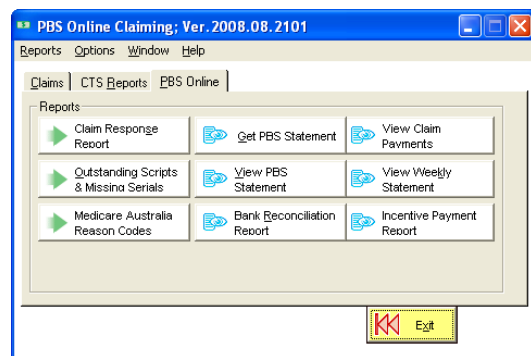 PBS Online Claiming; Ver.2008.08.2101
Reports Options Window Help
Claims CTS Reports PBS Online
Reports
Claim Response
Report
Get PBS Statement
View Claim
Payments
Outstanding Scripts
& Missing Serials
View PBS
Statement
View Weekly
Statement
Medicare Australia
Reason Codes
Bank Reconciliation
Report
Incentive Payment
Report
Exit